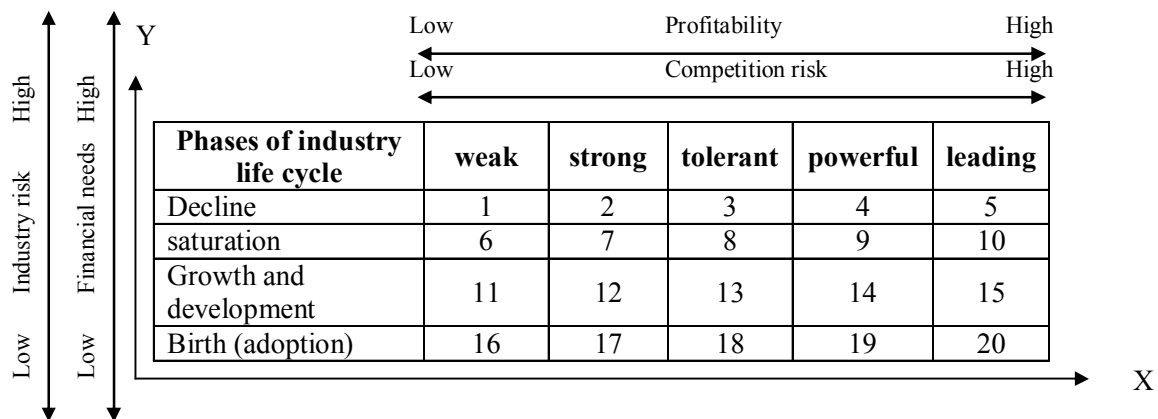 Low Profitability High
Y
Low Competition risk High
Low Industry risk High
Low Financial needs High
Phases of industry life cycle weak strong tolerant powerful leading
Decline 1 2 3 4 5
saturation 6 7 8 9 10
Growth and development 11 12 13 14 15
Birth (adoption) 16 17 18 19 20
X